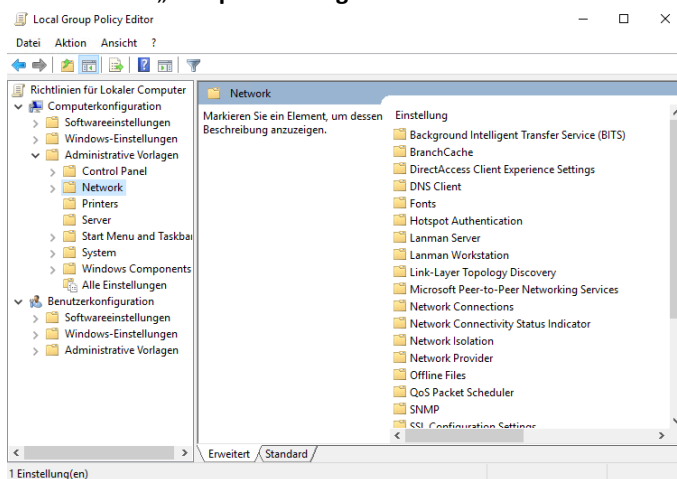 Local Group Policy Editor
Datei Aktion Ansicht ?
Richtlinien für Lokaler Computer
Computerkonfiguration
Softwareeinstellungen
Windows-Einstellungen
Administrative Vorlagen
Control Panel
Network
Printers
Server
Start Menu and Taskbar
System
Windows Components
Alle Einstellungen
Benutzerkonfiguration
Softwareeinstellungen
Windows-Einstellungen
Administrative Vorlagen
Network
Markieren Sie ein Element, um dessen
Beschreibung anzuzeigen.
Einstellung
Background Intelligent Transfer Service (BITS)
BranchCache
DirectAccess Client Experience Settings
DNS Client
Fonts
Hotspot Authentication
Lanman Server
Lanman Workstation
Link-Layer Topology Discovery
Microsoft Peer-to-Peer Networking Services
Network Connections
Network Connectivity Status Indicator
Network Isolation
Network Provider
Offline Files
QoS Packet Scheduler
SNMP
SSL Configuration Settings
Erweitert Standard
1 Einstellung(en)